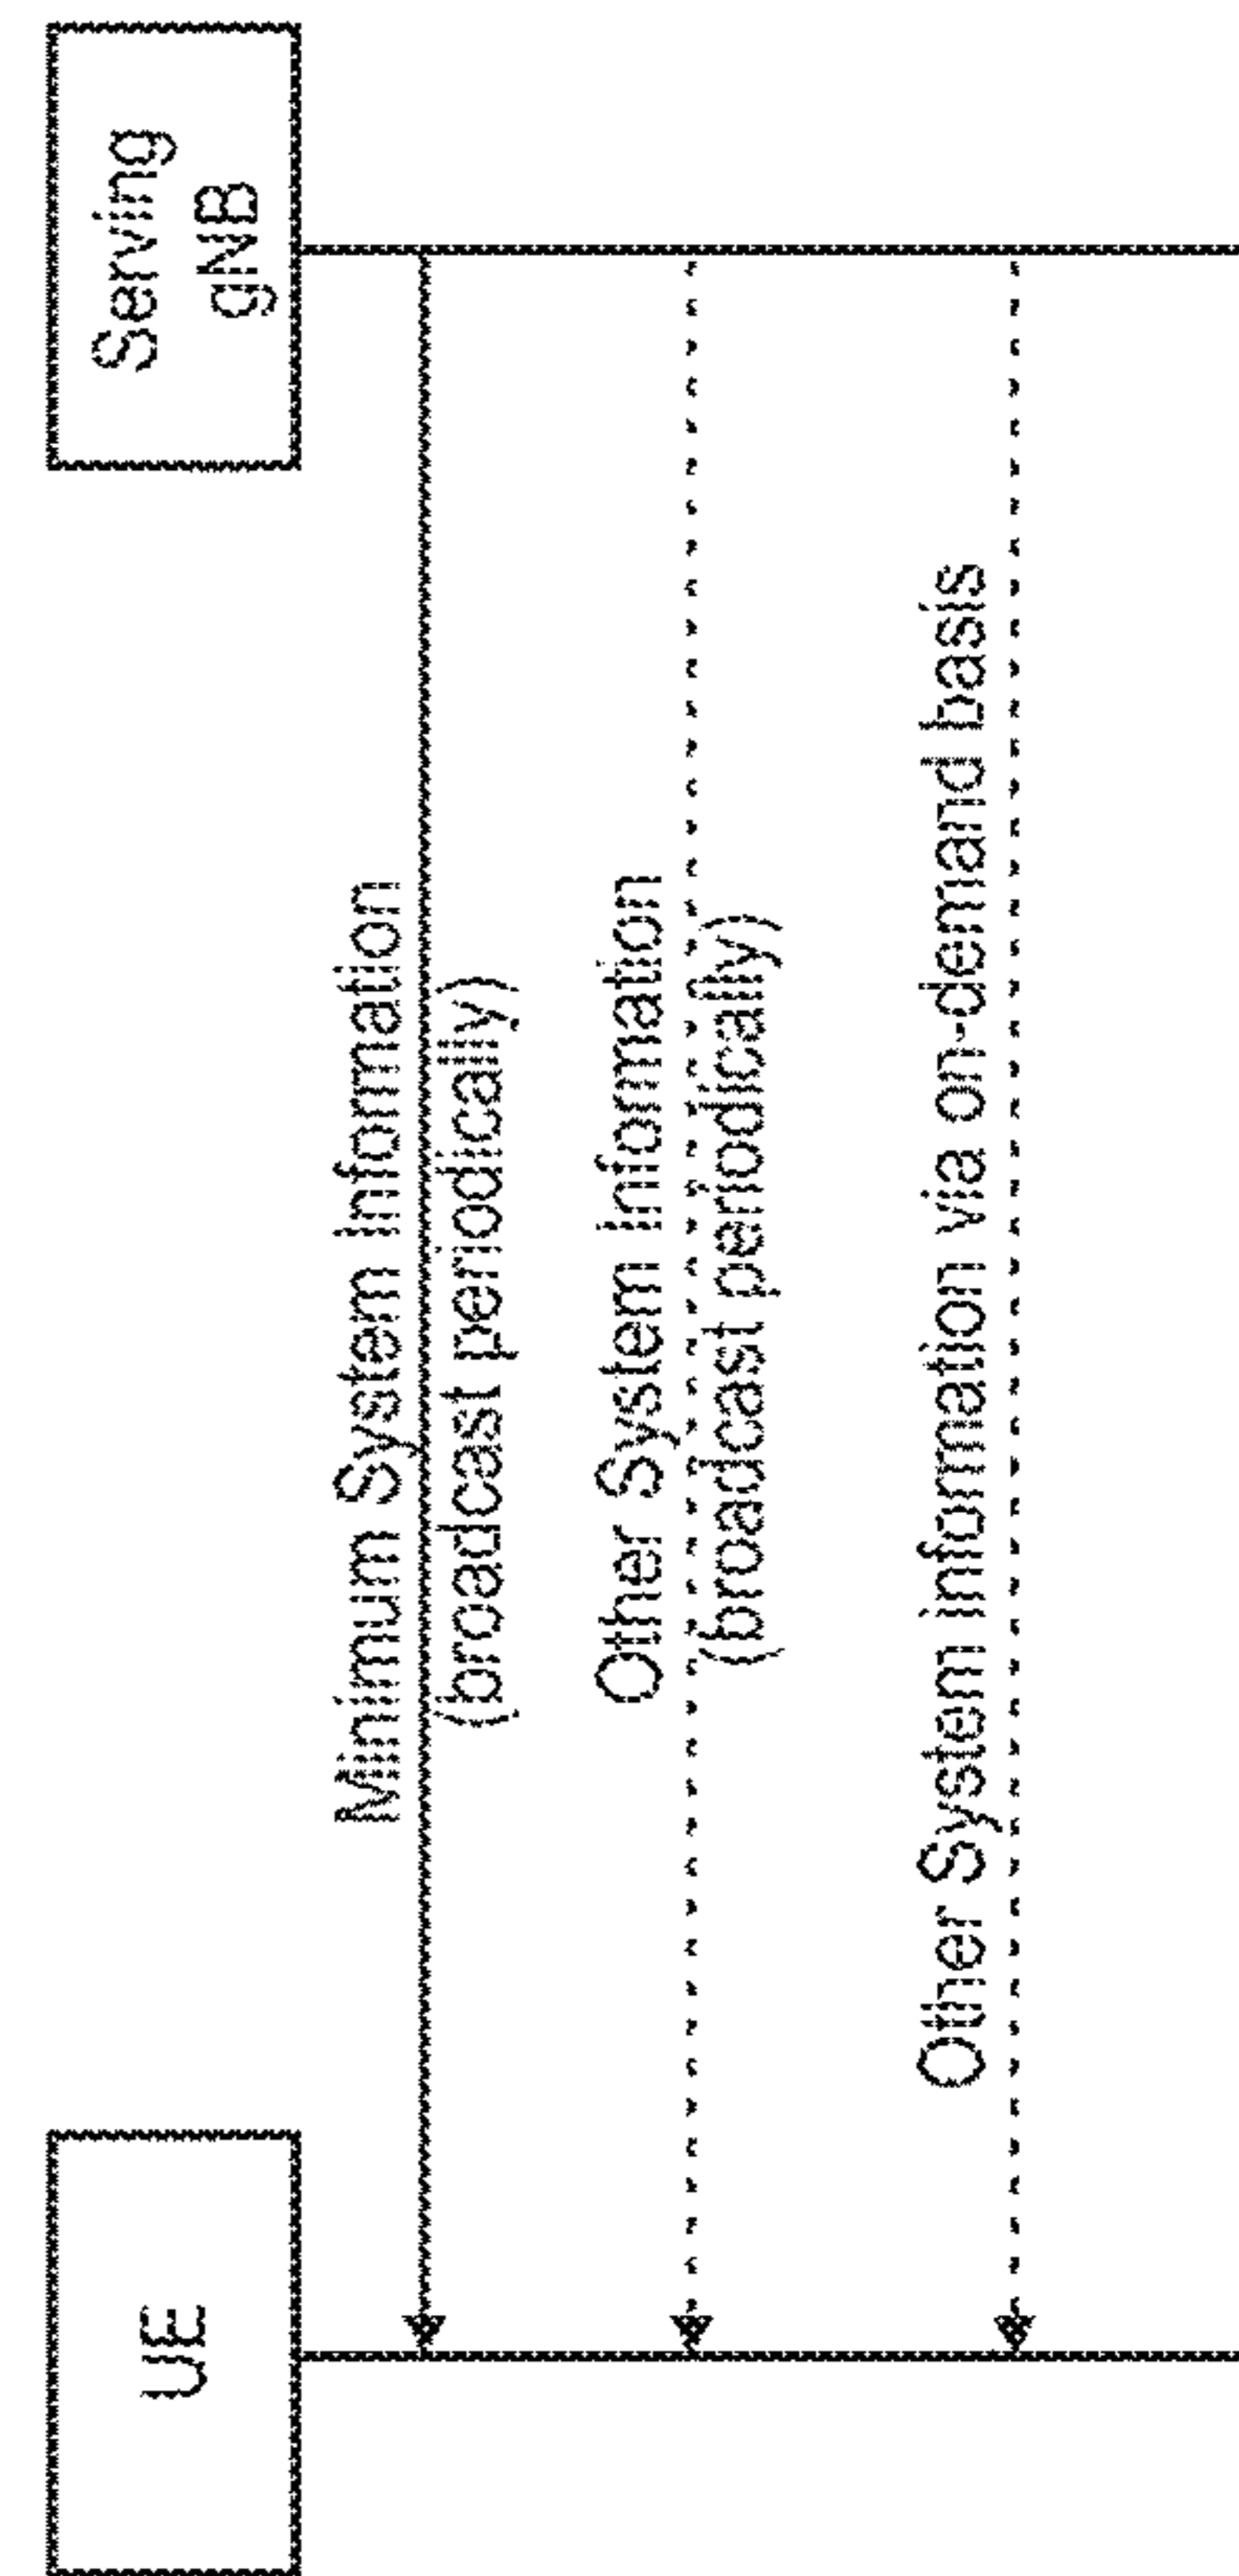 UE
Serving
gNB
Minimum System Information
(broadcast periodically)
Other System Information
(broadcast periodically)
Other System information via on-demand basis